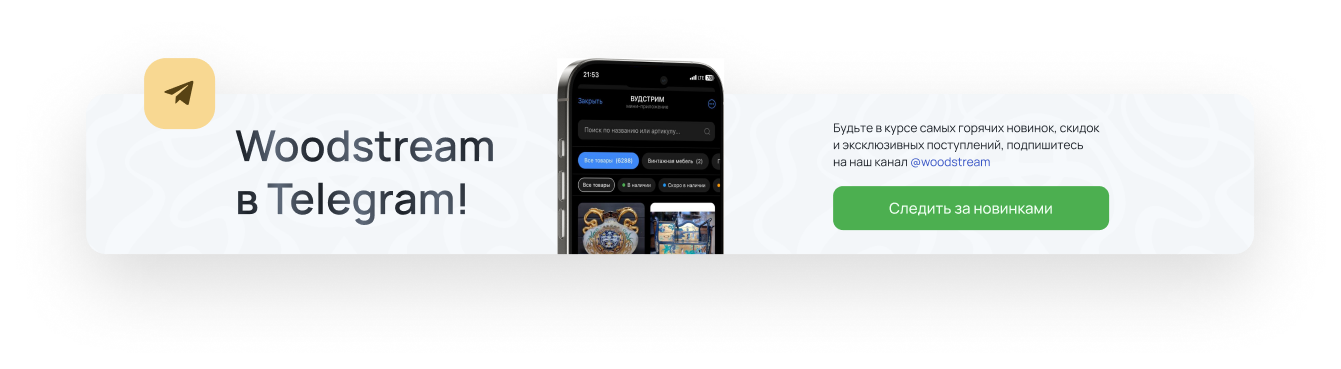 Woodstream
в Telegram!
21:53
LTE 70
Закрыть
ВУДСТРИМ
мини-приложение
Поиск по названию или артикулу...
Все товары (6288)
Винтажная мебель (2)
Все товары
В наличии
Скоро в наличии
Будьте в курсе самых горячих новинок, скидок
и эксклюзивных поступлений, подпишитесь
на наш канал @woodstream
Следить за новинками